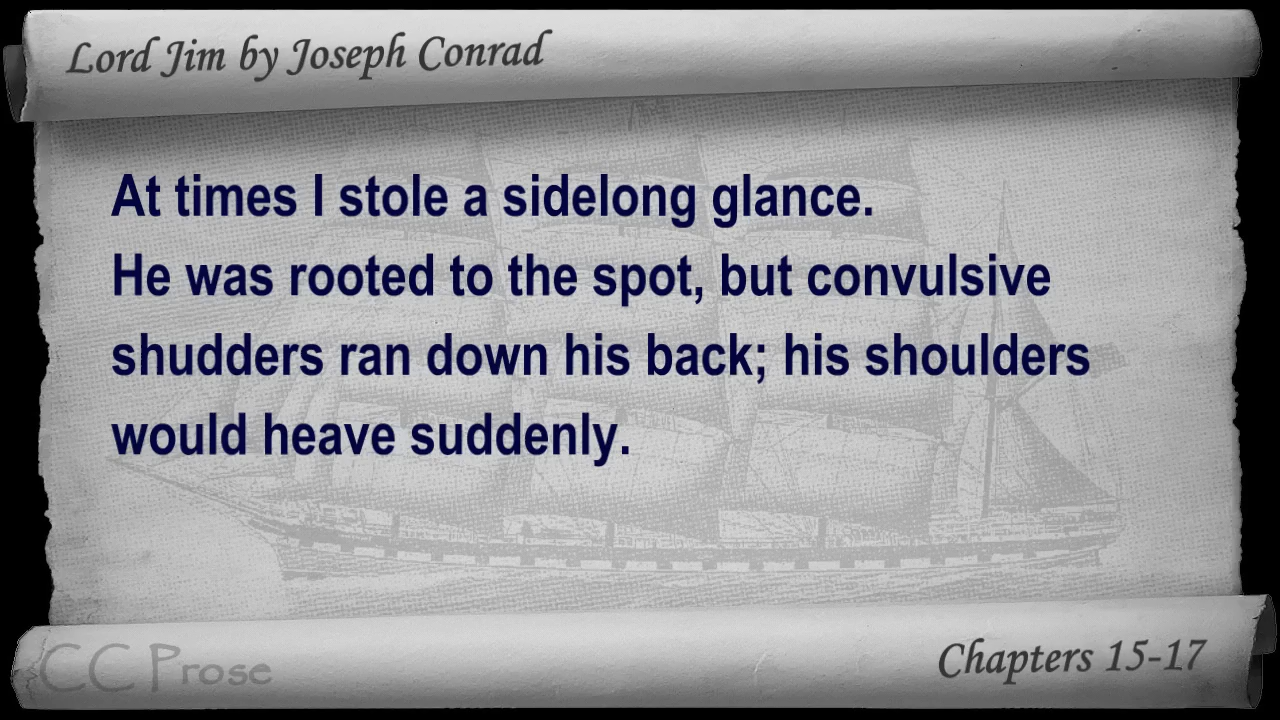 Lord Jim by Joseph Conrad
At times I stole a sidelong glance.
He was rooted to the spot, but convulsive
shudders ran down his back; his shoulders
would heave suddenly.
CC Prose
Chapters 15-17